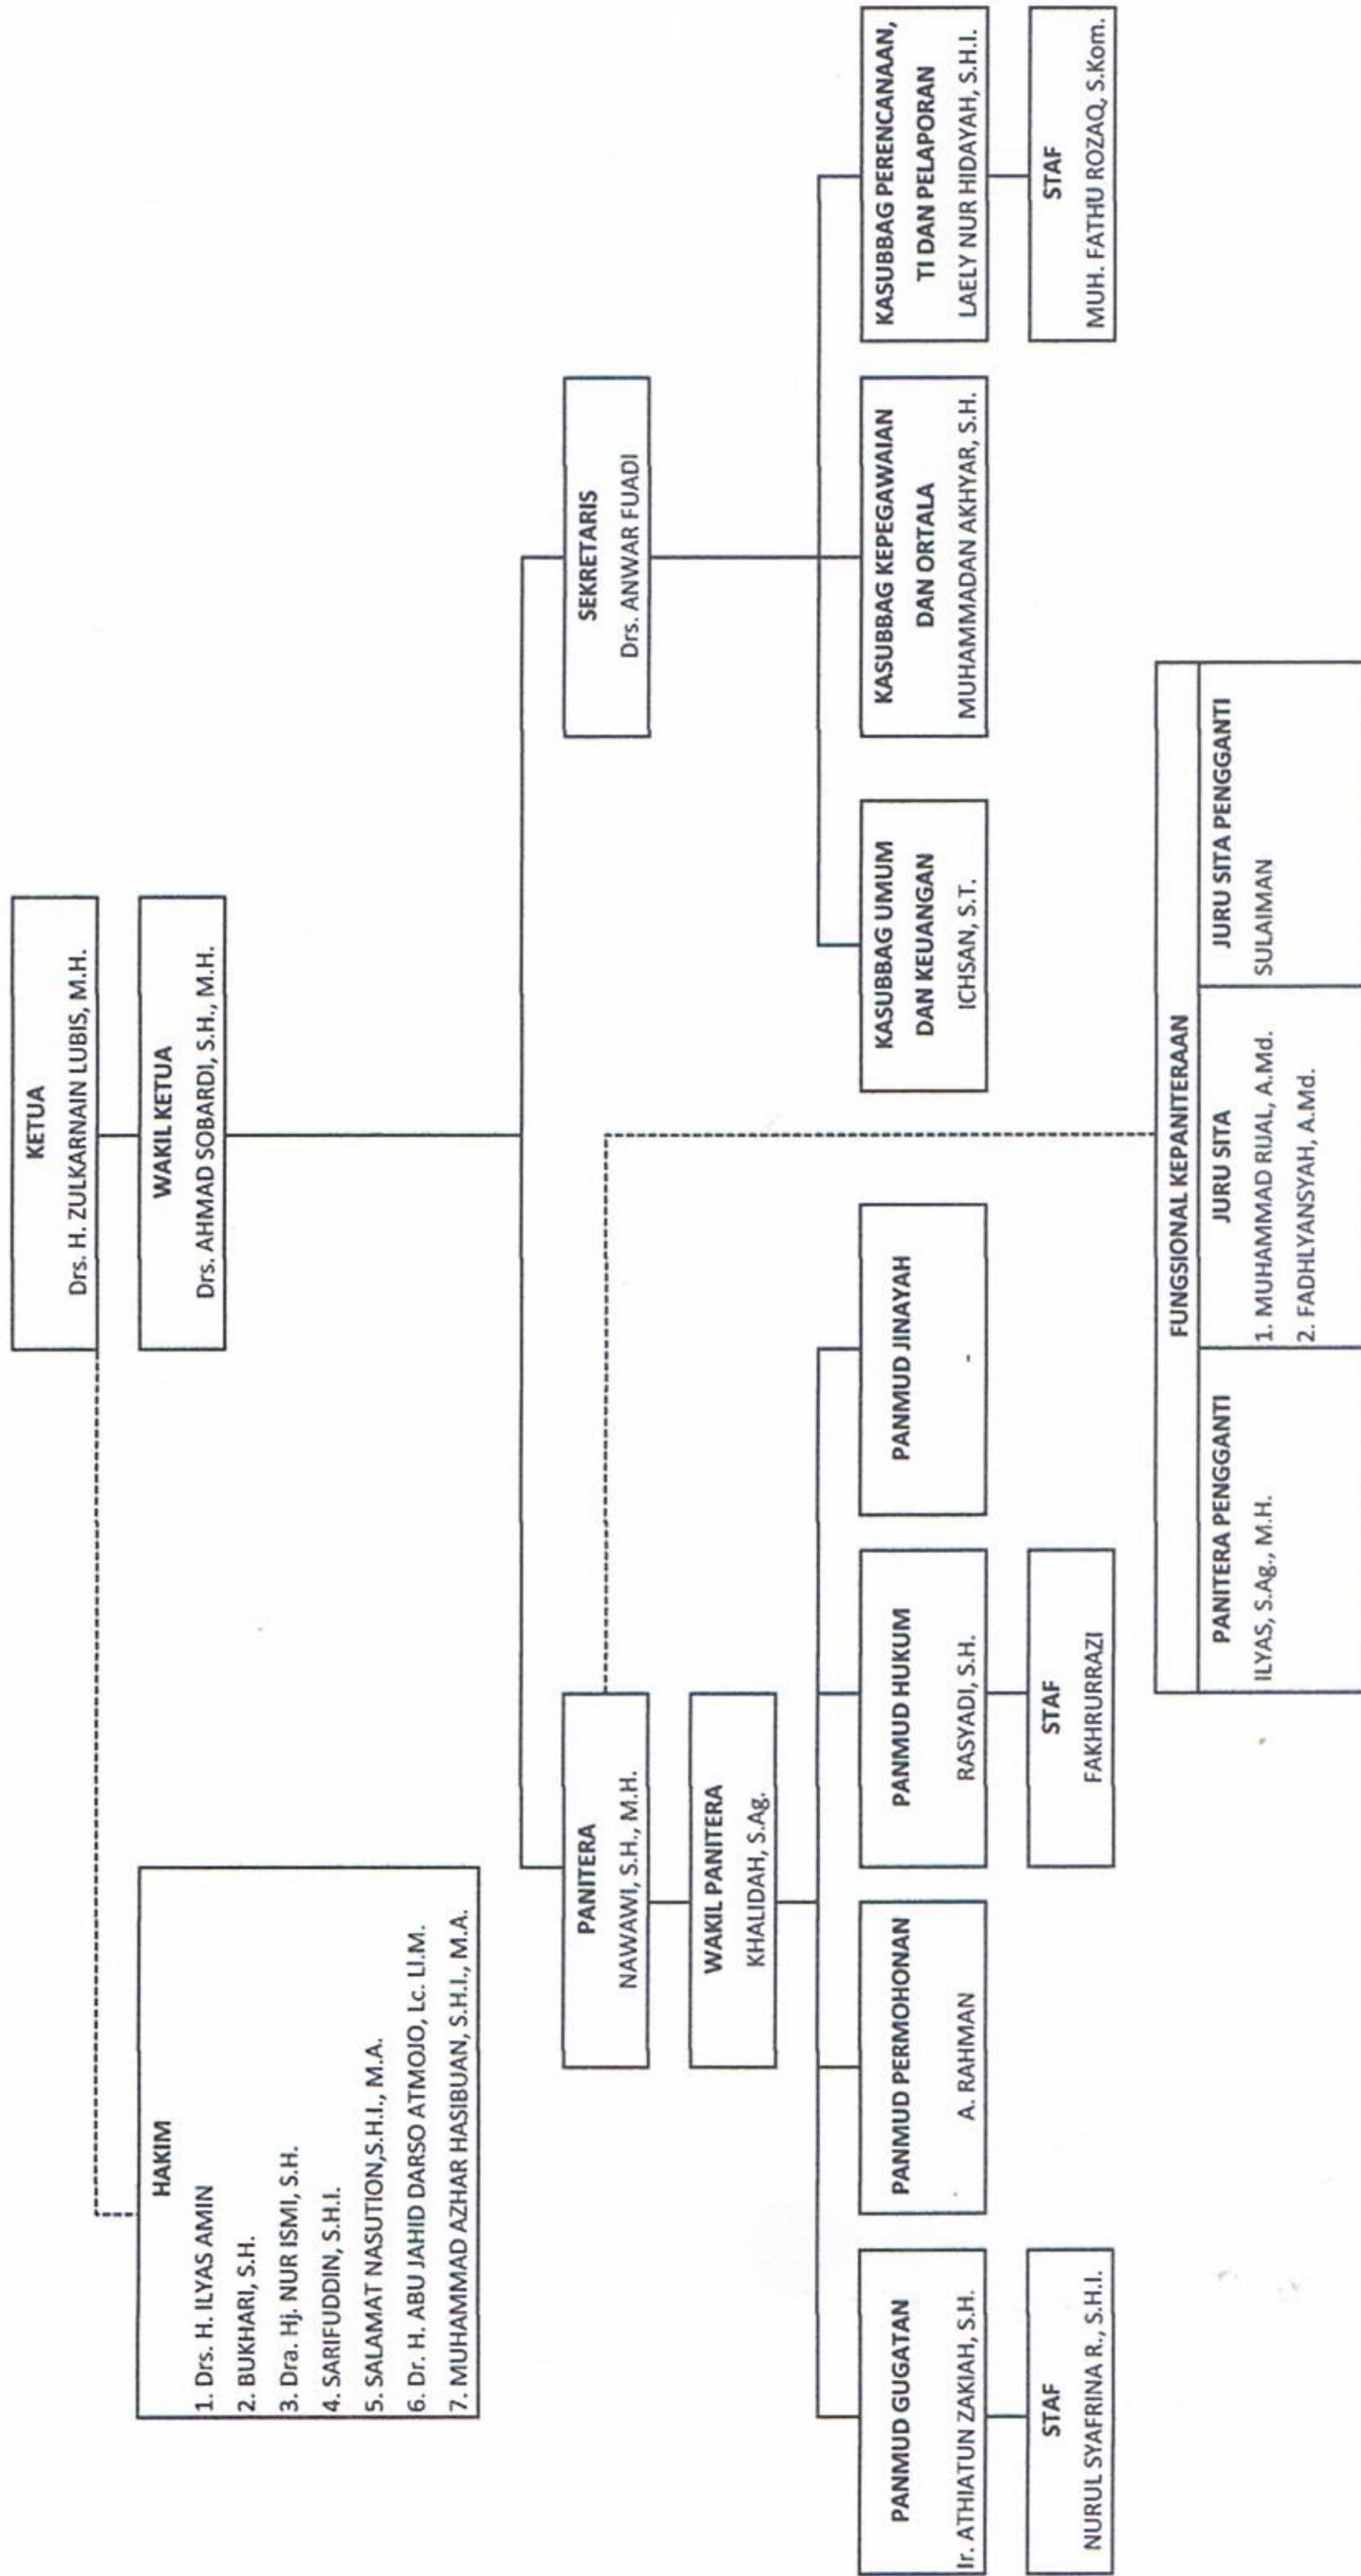 KETUA
Drs. H. ZULKARNAIN LUBIS, M.H.
WAKIL KETUA
Drs. AHMAD SOBARDI, S.H., M.H.
HAKIM
1. Drs. H. ILYAS AMIN
2. BUKHARI, S.H.
3. Dra. Hj. NUR ISMI, S.H.
4. SARIFUDDIN, S.H.I.
5. SALAMAT NASUTION,S.H.I., M.A.
6. Dr. H. ABU JAHID DARSO ATMOJO, Lc. LI.M.
7. MUHAMMAD AZHAR HASIBUAN, S.H.I., M.A.
PANITERA
NAWAWI, S.H., M.H.
SEKRETARIS
Drs. ANWAR FUADI
WAKIL PANITERA
KHALIDAH, S.Ag.
PANMUD GUGATAN
Ir. ATHIATUN ZAKIAH, S.H.
PANMUD PERMOHONAN
A. RAHMAN
PANMUD HUKUM
RASYADI, S.H.
PANMUD JINAYAH
-
KASUBBAG UMUM
DAN KEUANGAN
ICHSAN, S.T.
KASUBBAG KEPEGAWAIAN
DAN ORTALA
MUHAMMADAN AKHYAR, S.H.
KASUBBAG PERENCANAAN,
TI DAN PELAPORAN
LAELY NUR HIDAYAH, S.H.I.
STAF
NURUL SYAFRINA R., S.H.I.
STAF
FAKHRURRAZI
STAF
MUH. FATHU ROZAQ, S.Kom.
FUNGSIONAL KEPANITERAAN
PANITERA PENGGANTI
ILYAS, S.Ag., M.H.
JURU SITA
1. MUHAMMAD RIJAL, A.Md.
2. FADHLYANSYAH, A.Md.
JURU SITA PENGGANTI
SULAIMAN